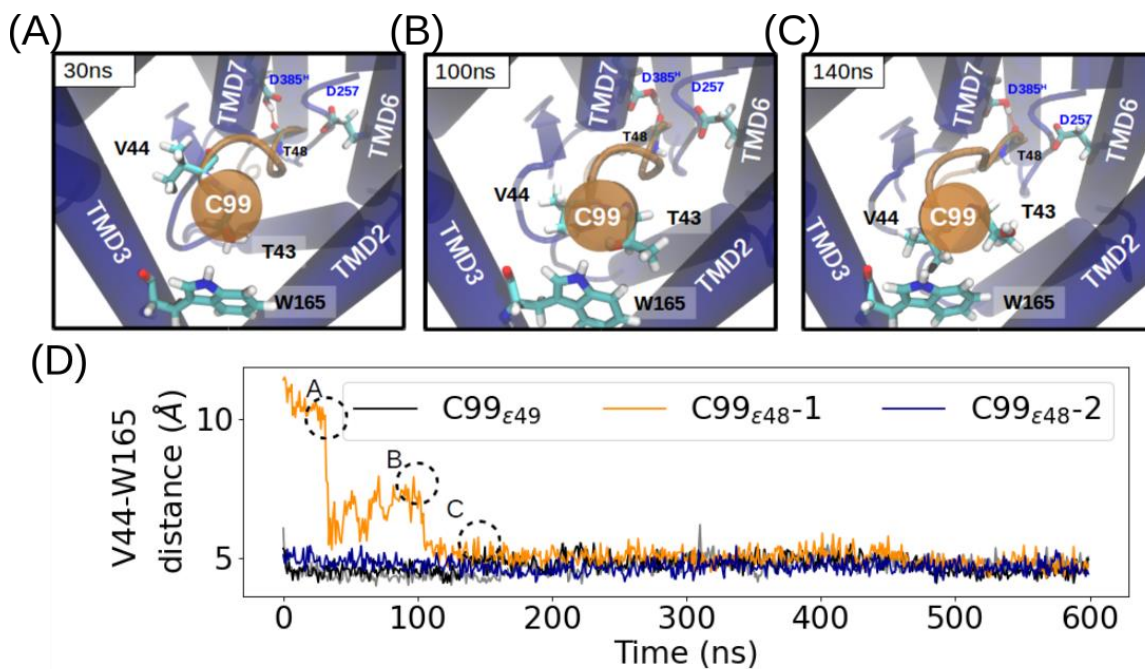 (A)
30ns
D385ᴴ
D257
TMD7
TMD6
V44
T48
C99
T43
TMD3
TMD2
W165
(B)
100ns
D385ᴴ
D257
TMD7
TMD6
T48
V44
C99
T43
TMD3
TMD2
W165
(C)
140ns
D385ᴴ
D257
TMD7
TMD6
T48
V44
C99
T43
TMD3
TMD2
W165
(D)
A
B
C
C99ε49
C99ε48-1
C99ε48-2
V44-W165
distance (Å)
10
5
0
100
200
300
400
500
600
Time (ns)